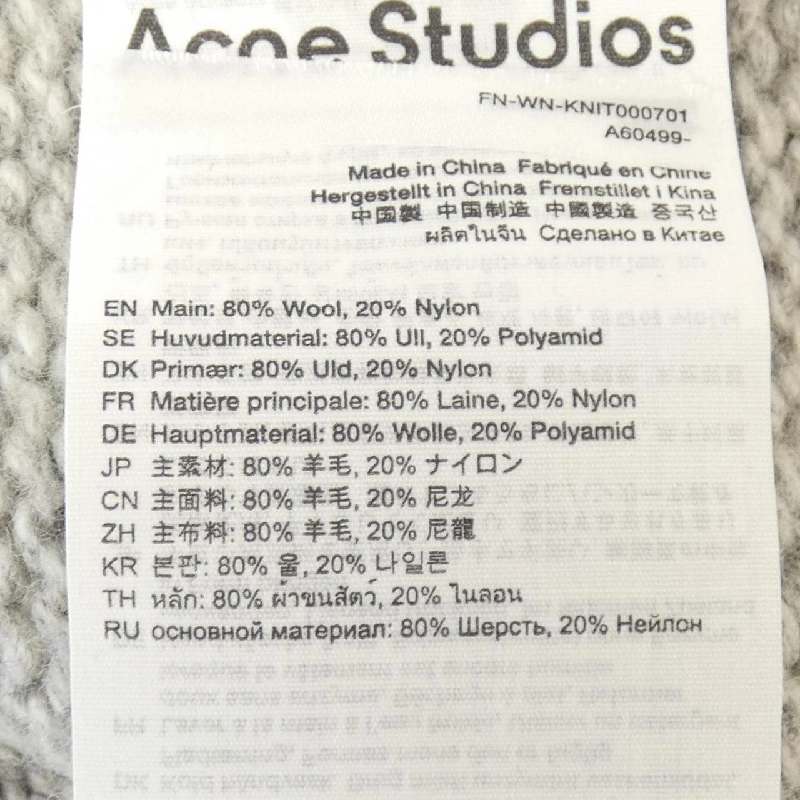 Acne Studios
FN-WN-KNIT000701
A60499-
Made in China Fabriqué en Chine
Hergestellt in China Fremstillet i Kina
中国製 中国制造 中國製造 중국산
ผลิตในจีน Сделано в Китае
EN Main: 80% Wool, 20% Nylon
SE Huvudmaterial: 80% Ull, 20% Polyamid
DK Primær: 80% Uld, 20% Nylon
FR Matière principale: 80% Laine, 20% Nylon
DE Hauptmaterial: 80% Wolle, 20% Polyamid
JP 主素材: 80% 羊毛, 20% ナイロン
CN 主面料: 80% 羊毛, 20% 尼龙
ZH 主布料: 80% 羊毛, 20% 尼龍
KR 본판: 80% 울, 20% 나일론
TH หลัก: 80% ผ้าขนสัตว์, 20% ไนลอน
RU основной материал: 80% Шерсть, 20% Нейлон